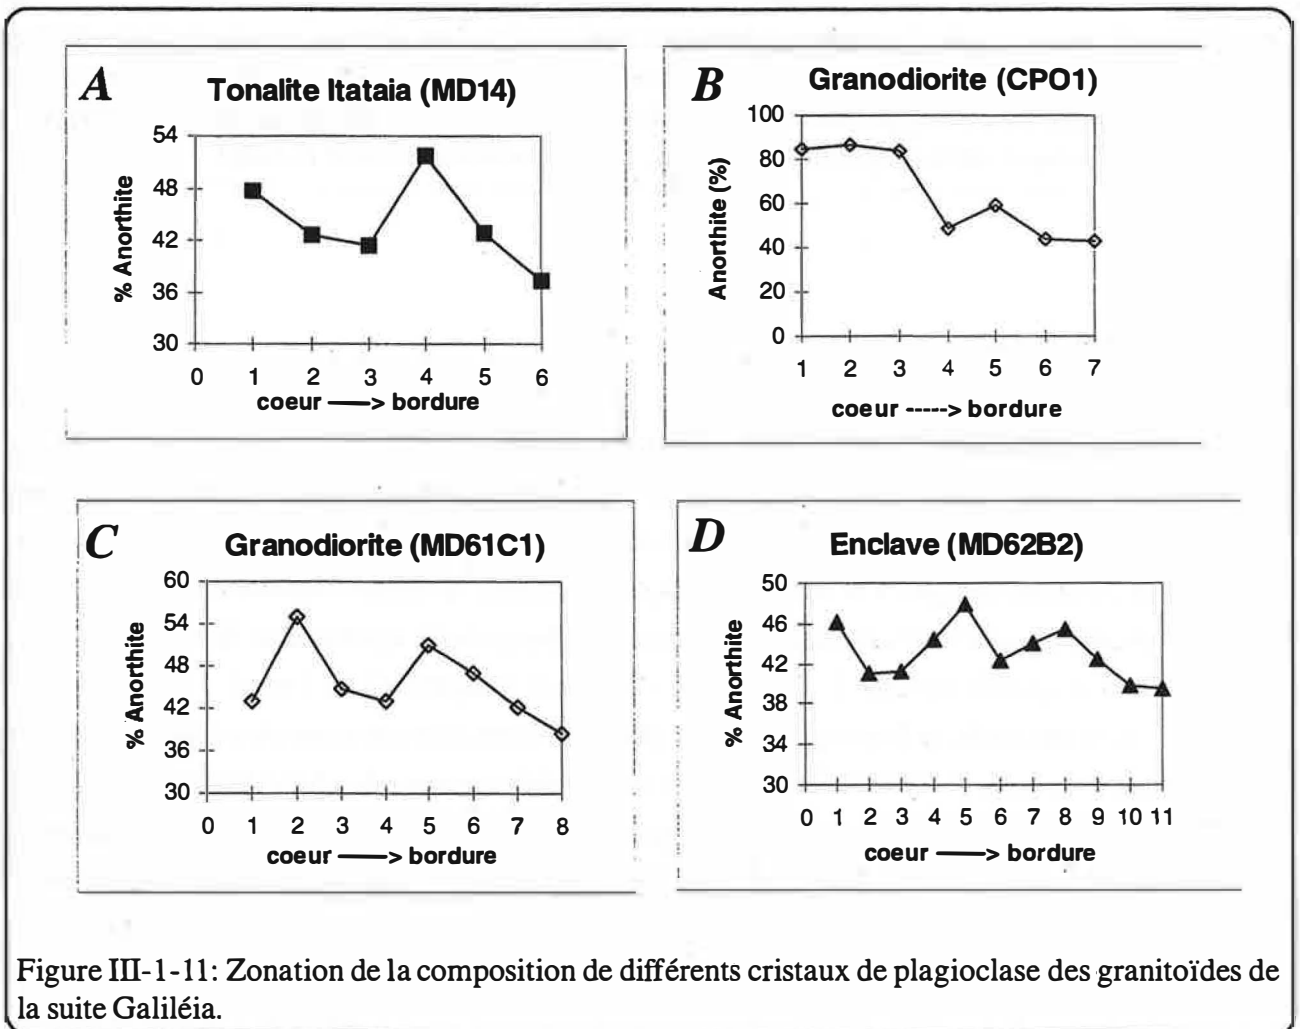 A
Tonalite Itataia (MD14)
% Anorthite
54
48
42
36
30
0 1 2 3 4 5 6
coeur ——> bordure
B
Granodiorite (CPO1)
Anorthite (%)
100
80
60
40
20
0
1 2 3 4 5 6 7
coeur -----> bordure
C
Granodiorite (MD61C1)
% Anorthite
60
54
48
42
36
30
0 1 2 3 4 5 6 7 8
coeur ——> bordure
D
Enclave (MD62B2)
% Anorthite
50
46
42
38
34
30
0 1 2 3 4 5 6 7 8 9 10 11
coeur ——> bordure
Figure III-1-11: Zonation de la composition de différents cristaux de plagioclase des granitoïdes de
la suite Galiléia.